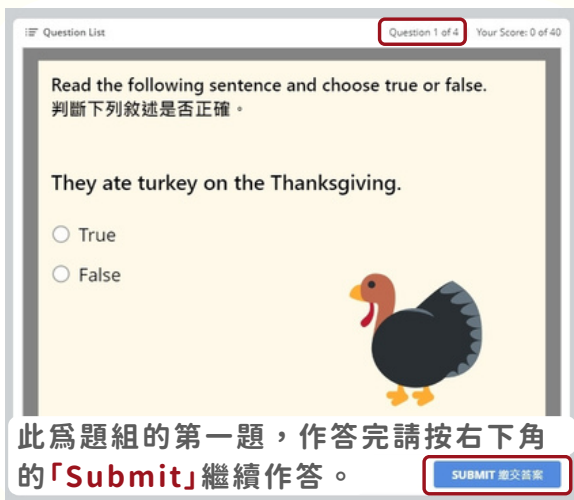 Question List
Question 1 of 4
Your Score: 0 of 40
Read the following sentence and choose true or false.
判斷下列敘述是否正確。
They ate turkey on the Thanksgiving.
True
False
此為題組的第一題，作答完請按右下角
的「Submit」繼續作答。
SUBMIT 繳交答案